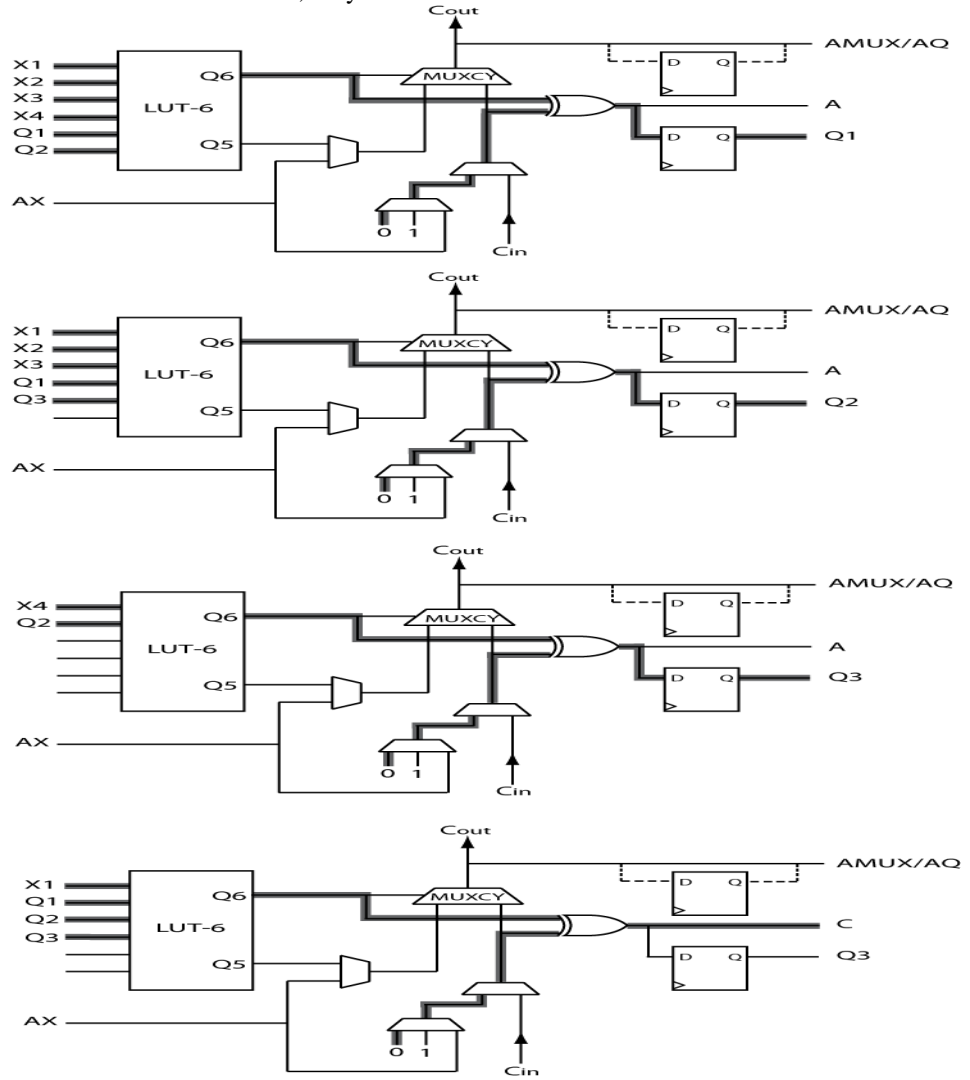 Cout
AMUX/AQ
D Q
X1
X2
X3
X4
Q1
Q2
LUT-6
Q6
Q5
MUXCY
A
D Q
Q1
AX
0 1
Cin
Cout
AMUX/AQ
D Q
X1
X2
X3
Q1
Q3
LUT-6
Q6
Q5
MUXCY
A
D Q
Q2
AX
0 1
Cin
Cout
AMUX/AQ
D Q
X4
Q2
LUT-6
Q6
Q5
MUXCY
A
D Q
Q3
AX
0 1
Cin
Cout
AMUX/AQ
D Q
X1
Q1
Q2
Q3
LUT-6
Q6
Q5
MUXCY
C
D Q
Q3
AX
0 1
Cin